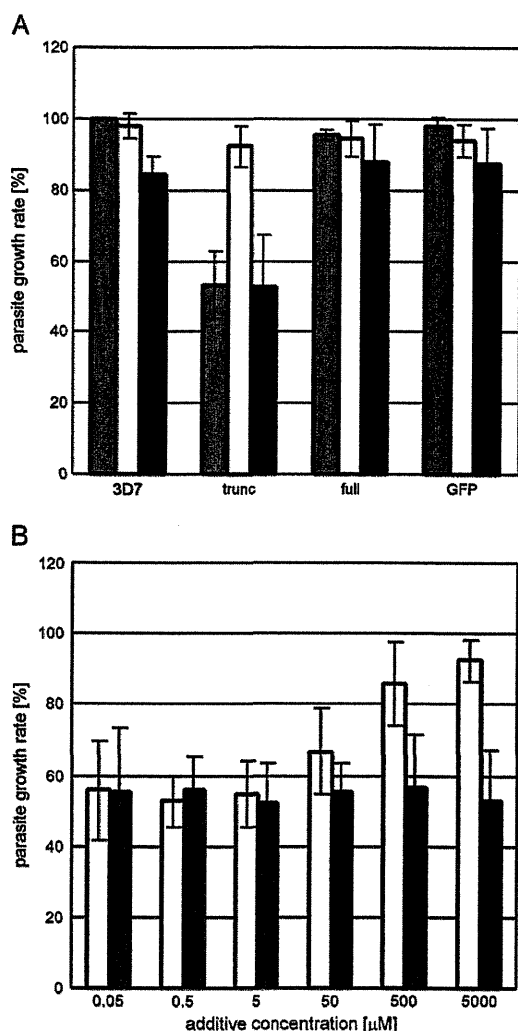 A
120
100
80
60
40
20
0
parasite growth rate [%]
3D7 trunc full GFP
B
120
100
80
60
40
20
0
parasite growth rate [%]
0,05 0,5 5 50 500 5000
additive concentration [µM]